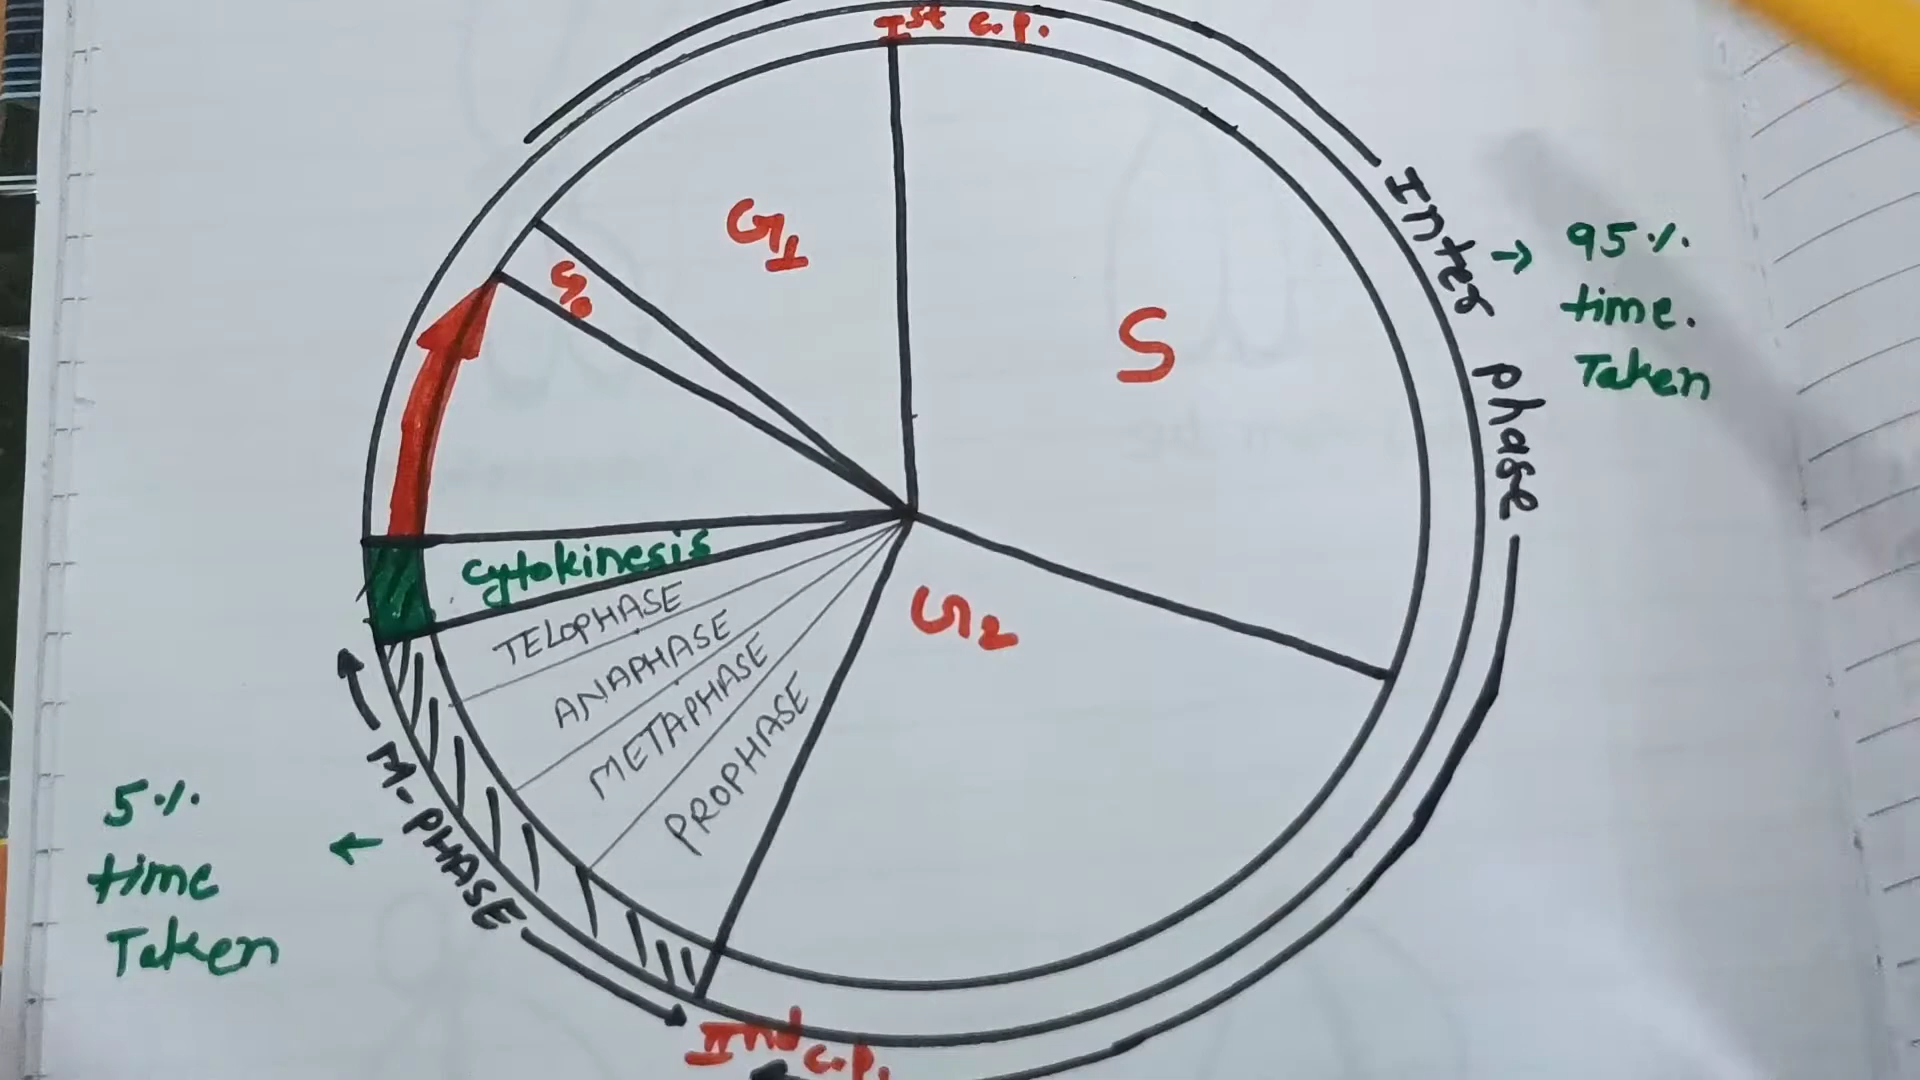 Ist c.p.
G1
G0
S
Inter phase
→ 95%
time.
Taken
cytokinesis
TELOPHASE
ANAPHASE
METAPHASE
PROPHASE
G2
M-PHASE
5%
time
Taken
IInd c.p.